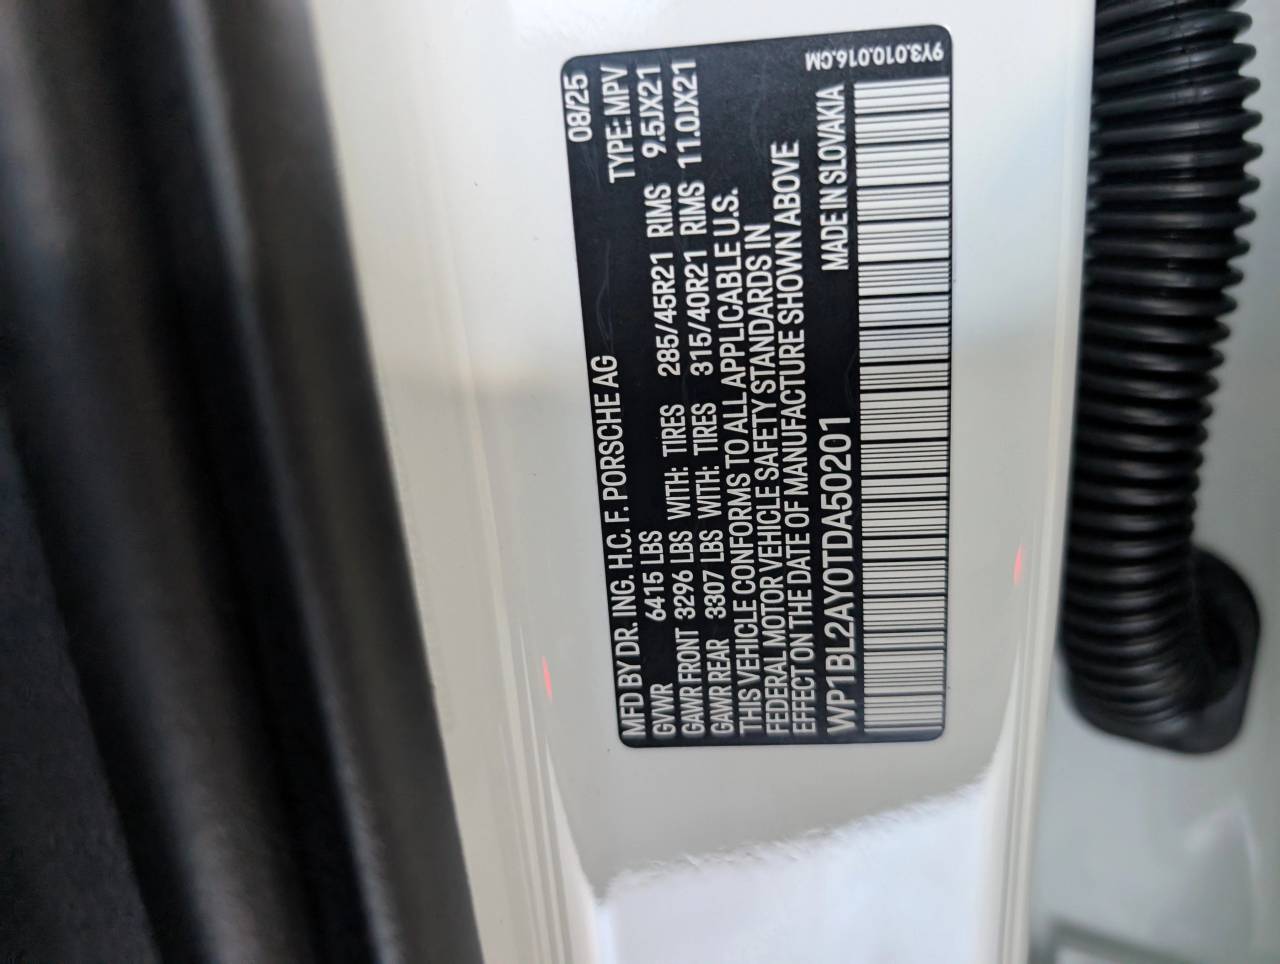 MFD BY DR. ING. H.C. F. PORSCHE AG 08/25
GVWR 6415 LBS TYPE: MPV
GAWR FRONT 3296 LBS WITH: TIRES 285/45R21 RIMS 9.5JX21
GAWR REAR 3307 LBS WITH: TIRES 315/40R21 RIMS 11.0JX21
THIS VEHICLE CONFORMS TO ALL APPLICABLE U.S.
FEDERAL MOTOR VEHICLE SAFETY STANDARDS IN
EFFECT ON THE DATE OF MANUFACTURE SHOWN ABOVE
WP1BL2AY0TDA50201 MADE IN SLOVAKIA
9Y3.010.016.CM